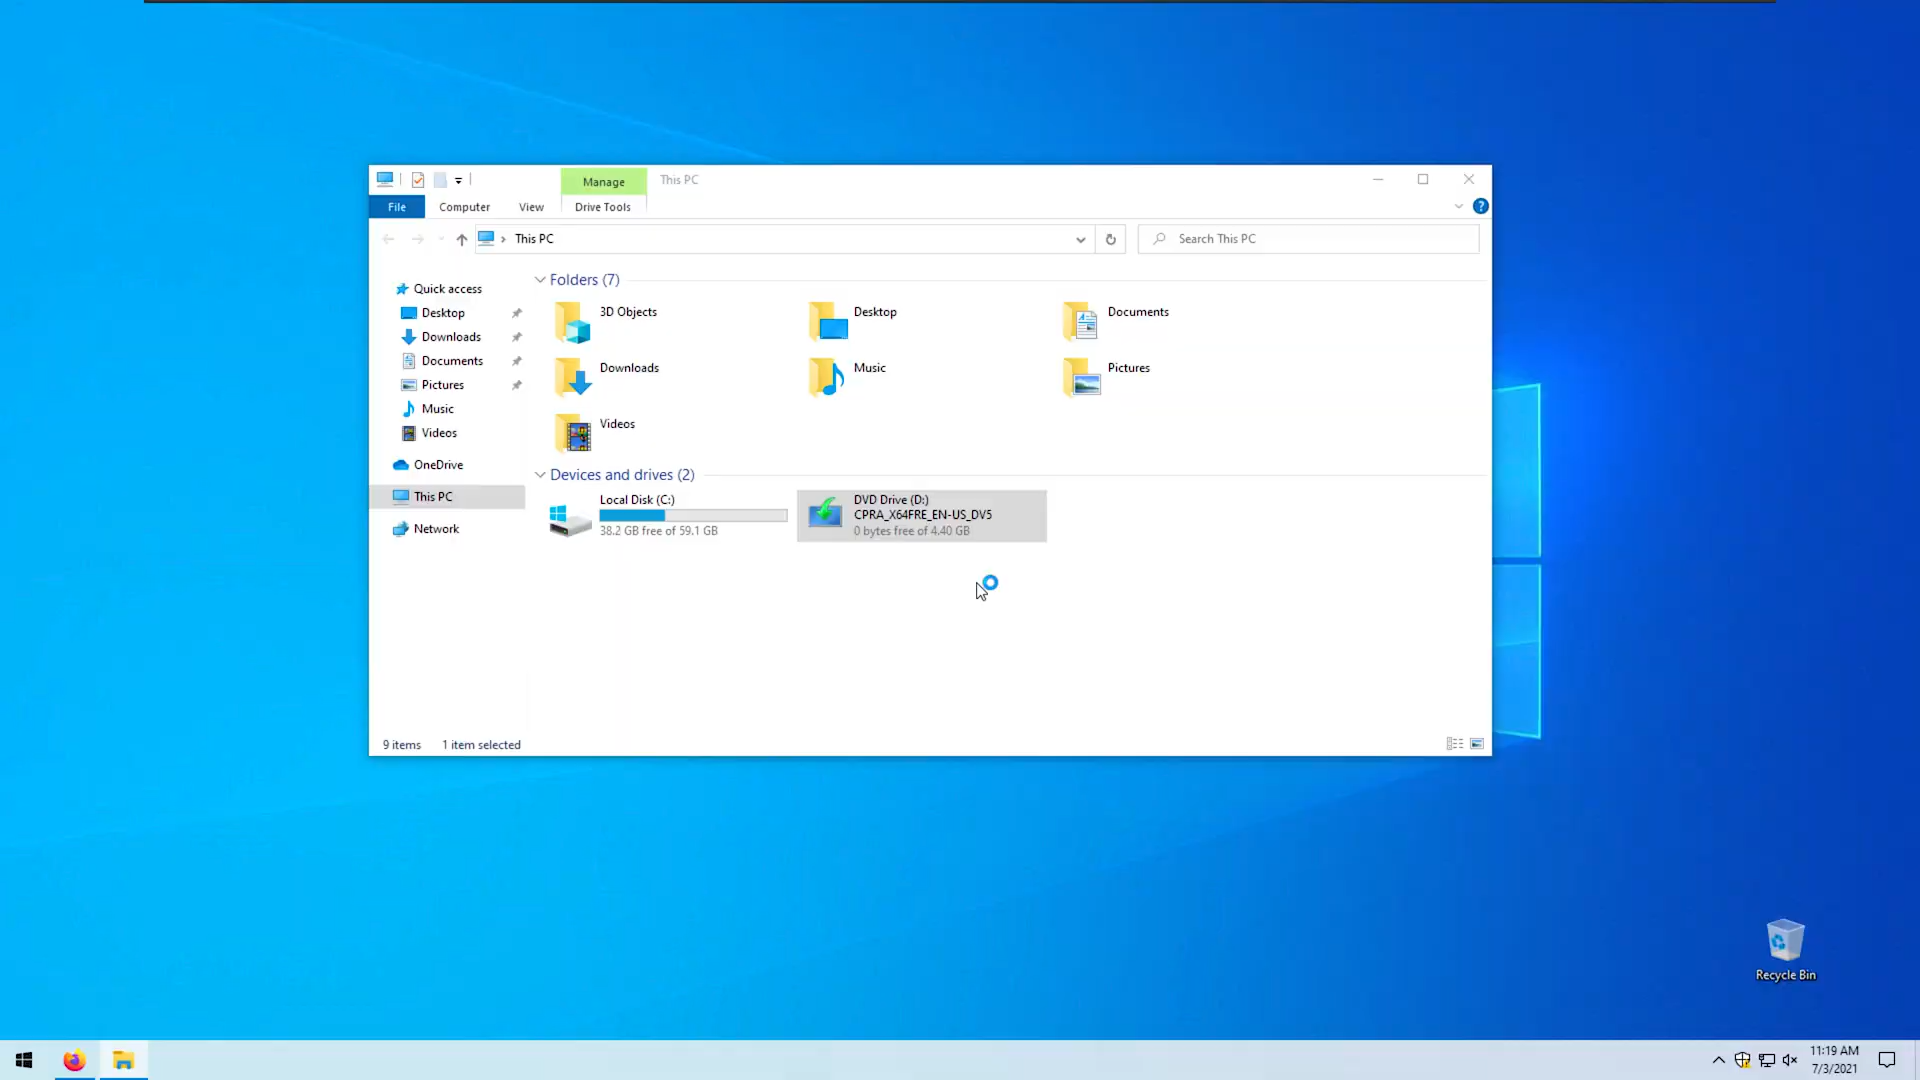 Manage
This PC
File
Computer
View
Drive Tools
This PC
Search This PC
Quick access
Desktop
Downloads
Documents
Pictures
Music
Videos
OneDrive
This PC
Network
Folders (7)
3D Objects
Desktop
Documents
Downloads
Music
Pictures
Videos
Devices and drives (2)
Local Disk (C:)
38.2 GB free of 59.1 GB
DVD Drive (D:)
CPRA_X64FRE_EN-US_DV5
0 bytes free of 4.40 GB
9 items
1 item selected
Recycle Bin
11:19 AM
7/3/2021